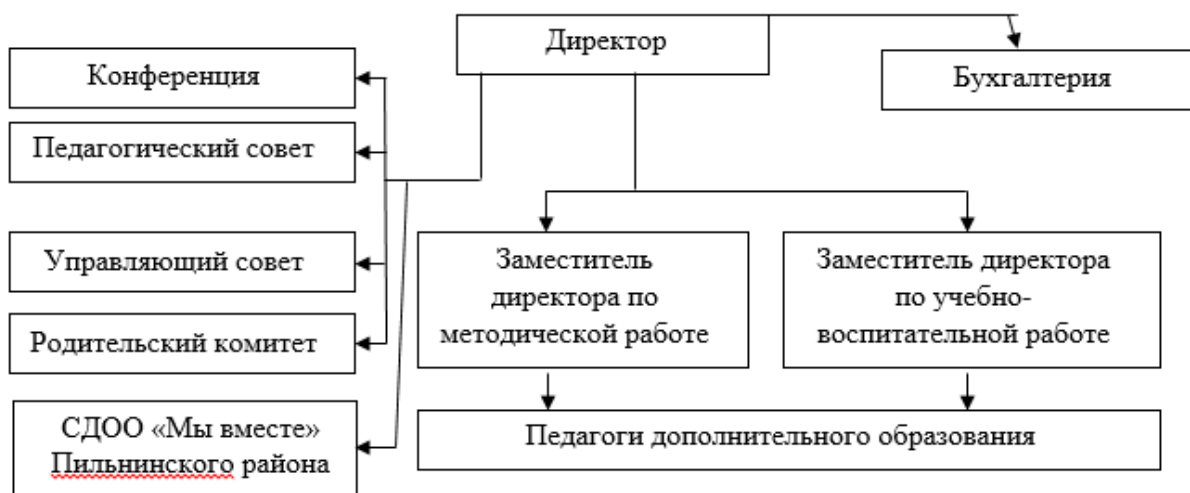 Директор
Бухгалтерия
Конференция
Педагогический совет
Управляющий совет
Родительский комитет
СДОО «Мы вместе»
Пильнинского района
Заместитель
директора по
методической работе
Заместитель директора
по учебно-
воспитательной работе
Педагоги дополнительного образования